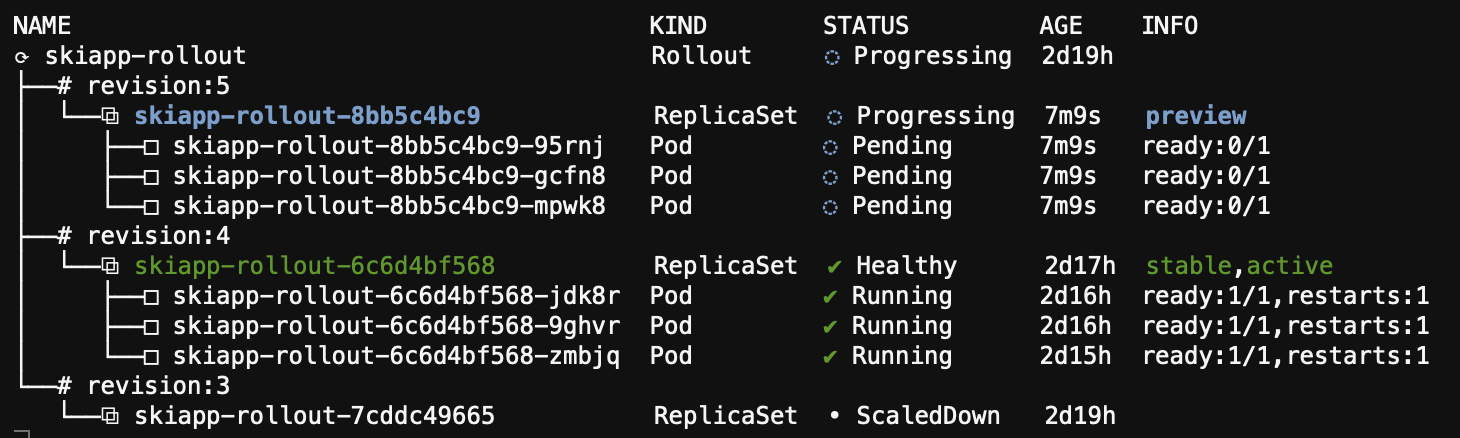 NAME KIND STATUS AGE INFO
⟳ skiapp-rollout Rollout ◌ Progressing 2d19h
├──# revision:5
│  └──⧉ skiapp-rollout-8bb5c4bc9 ReplicaSet ◌ Progressing 7m9s preview
│     ├──□ skiapp-rollout-8bb5c4bc9-95rnj Pod ◌ Pending 7m9s ready:0/1
│     ├──□ skiapp-rollout-8bb5c4bc9-gcfn8 Pod ◌ Pending 7m9s ready:0/1
│     └──□ skiapp-rollout-8bb5c4bc9-mpwk8 Pod ◌ Pending 7m9s ready:0/1
├──# revision:4
│  └──⧉ skiapp-rollout-6c6d4bf568 ReplicaSet ✔ Healthy 2d17h stable,active
│     ├──□ skiapp-rollout-6c6d4bf568-jdk8r Pod ✔ Running 2d16h ready:1/1,restarts:1
│     ├──□ skiapp-rollout-6c6d4bf568-9ghvr Pod ✔ Running 2d16h ready:1/1,restarts:1
│     └──□ skiapp-rollout-6c6d4bf568-zmbjq Pod ✔ Running 2d15h ready:1/1,restarts:1
└──# revision:3
   └──⧉ skiapp-rollout-7cddc49665 ReplicaSet • ScaledDown 2d19h